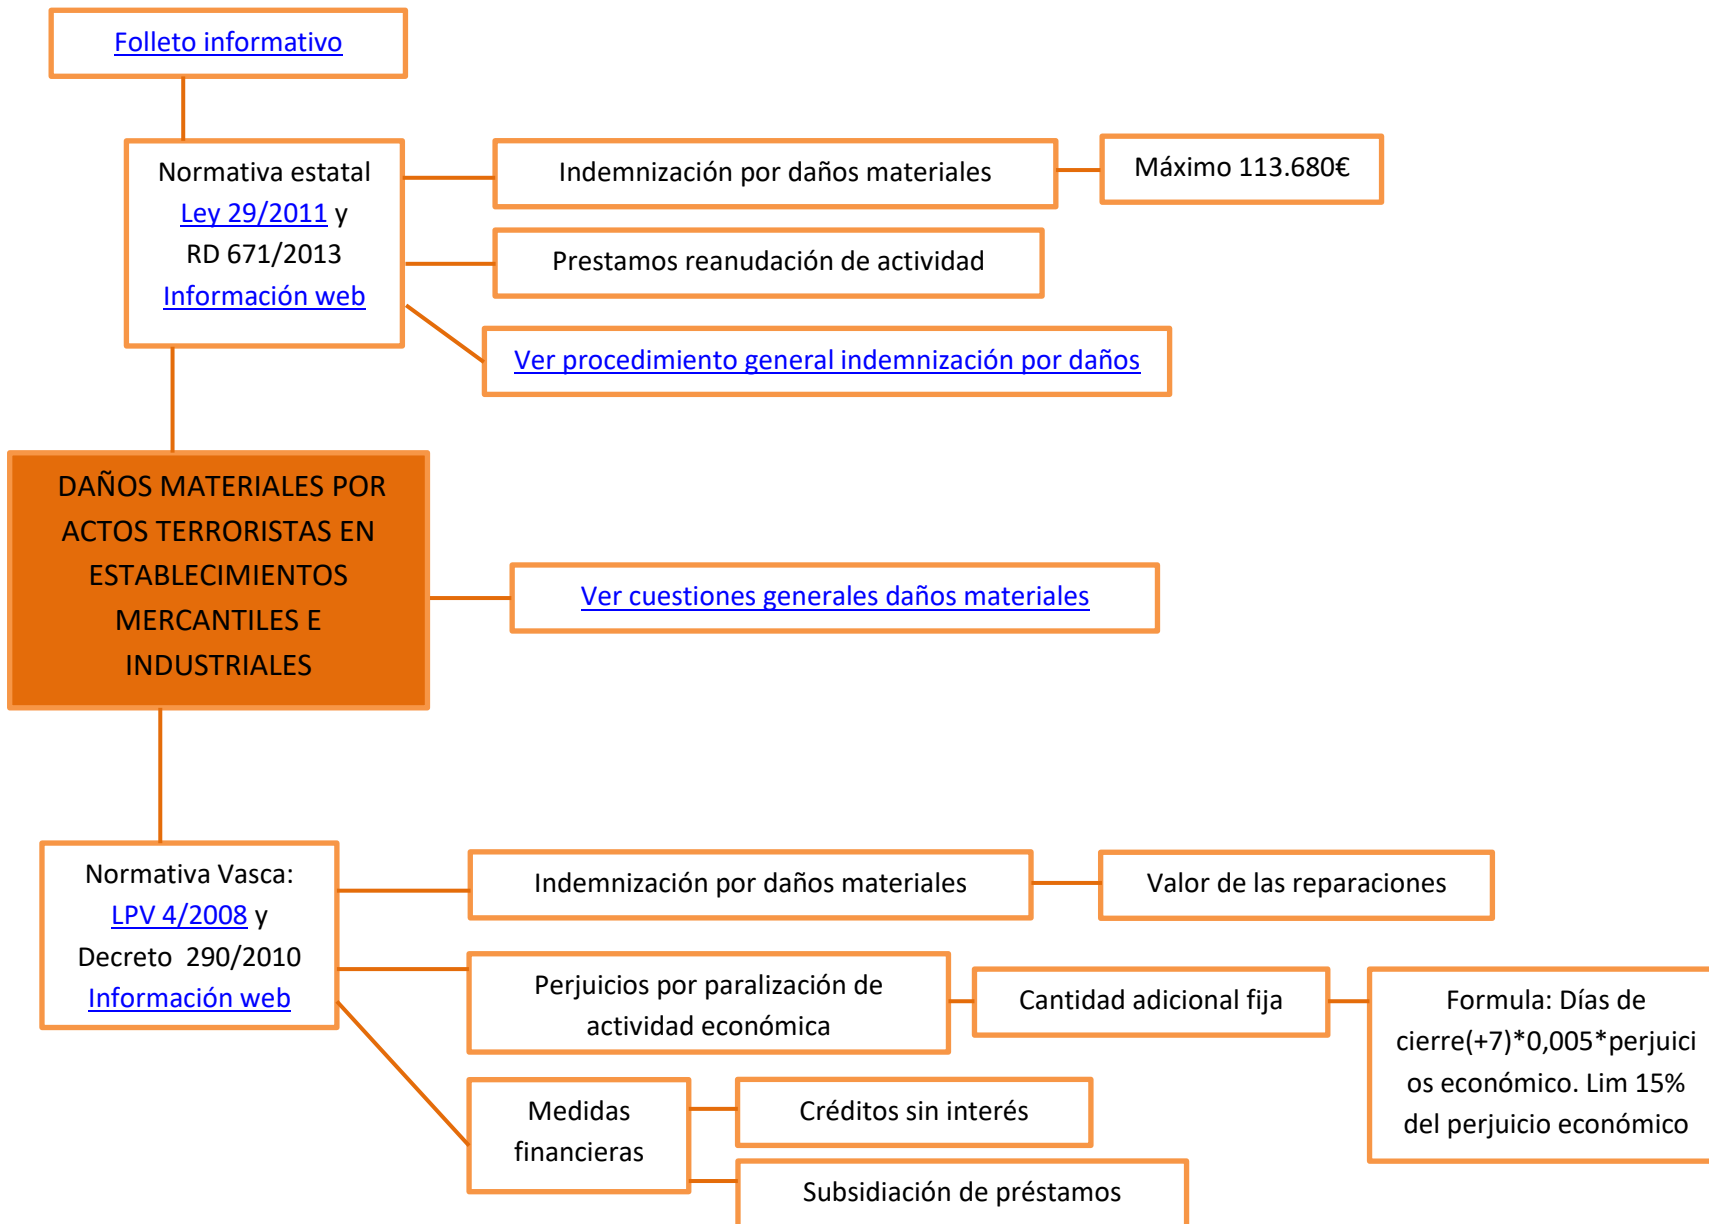 Folleto informativo
Normativa estatal
Ley 29/2011 y
RD 671/2013
Información web
Indemnización por daños materiales
Máximo 113.680€
Prestamos reanudación de actividad
Ver procedimiento general indemnización por daños
DAÑOS MATERIALES POR
ACTOS TERRORISTAS EN
ESTABLECIMIENTOS
MERCANTILES E
INDUSTRIALES
Ver cuestiones generales daños materiales
Normativa Vasca:
LPV 4/2008 y
Decreto 290/2010
Información web
Indemnización por daños materiales
Valor de las reparaciones
Perjuicios por paralización de
actividad económica
Cantidad adicional fija
Formula: Días de
cierre(+7)*0,005*perjuici
os económico. Lim 15%
del perjuicio económico
Medidas
financieras
Créditos sin interés
Subsidiación de préstamos